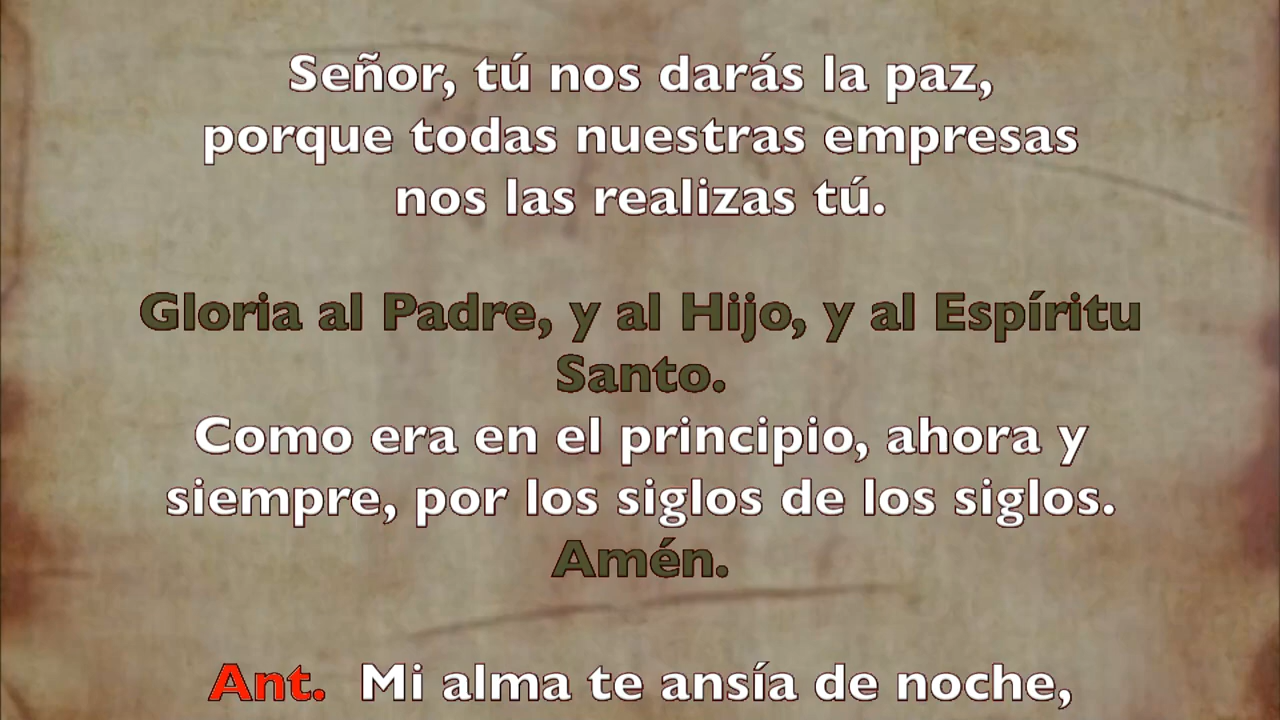 Señor, tú nos darás la paz,
porque todas nuestras empresas
nos las realizas tú.
Gloria al Padre, y al Hijo, y al Espíritu
Santo.
Como era en el principio, ahora y
siempre, por los siglos de los siglos.
Amén.
Ant. Mi alma te ansía de noche,